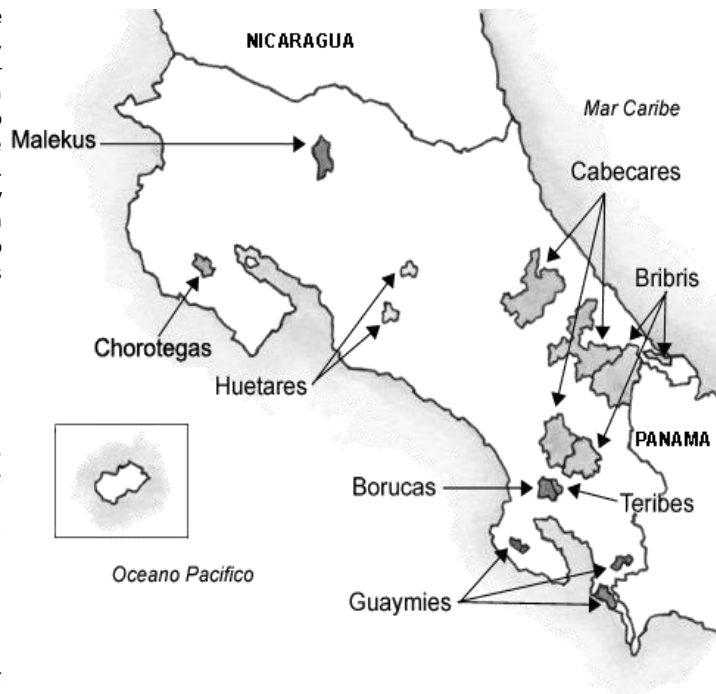 NICARAGUA
Mar Caribe
Malekus
Cabecares
Bribris
Chorotegas
Huetares
PANAMA
Borucas
Teribes
Oceano Pacifico
Guaymies